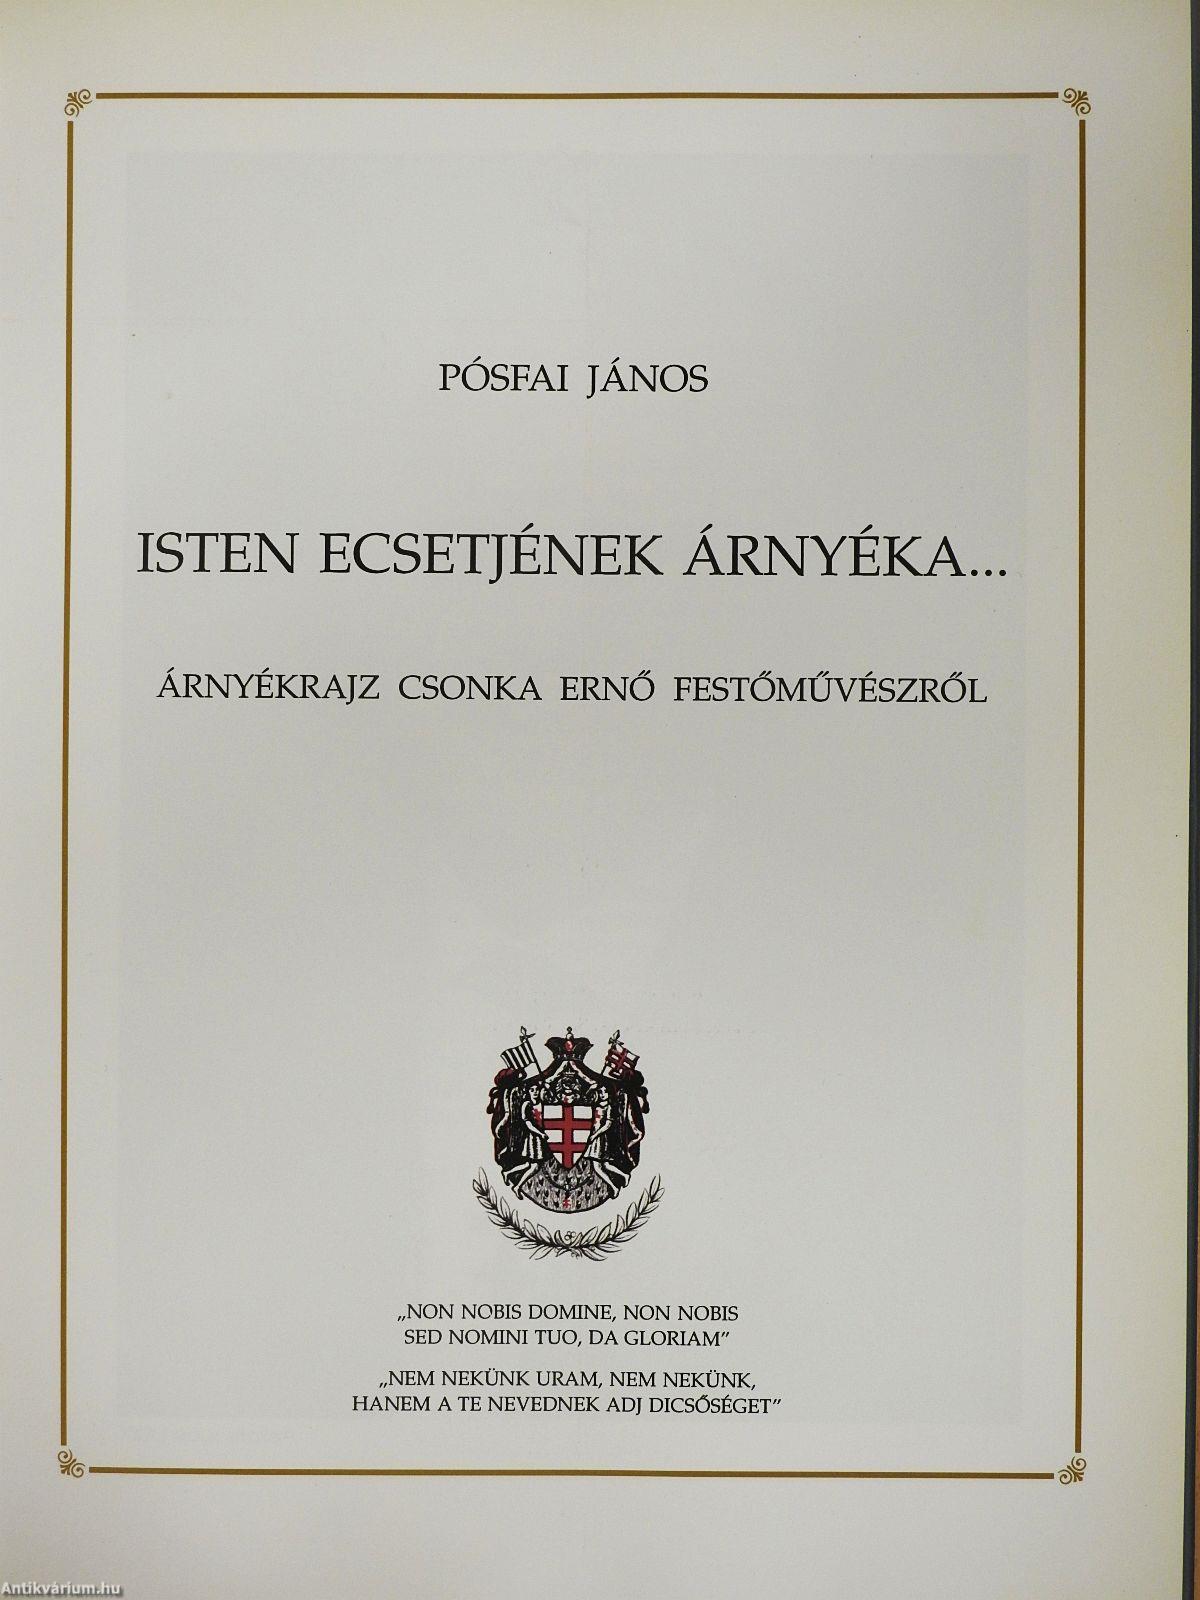 PÓSFAI JÁNOS
ISTEN ECSETJÉNEK ÁRNYÉKA...
ÁRNYÉKRAJZ CSONKA ERNŐ FESTŐMŰVÉSZRŐL
„NON NOBIS DOMINE, NON NOBIS
SED NOMINI TUO, DA GLORIAM”
„NEM NEKÜNK URAM, NEM NEKÜNK,
HANEM A TE NEVEDNEK ADJ DICSŐSÉGET”
Antikvárium.hu